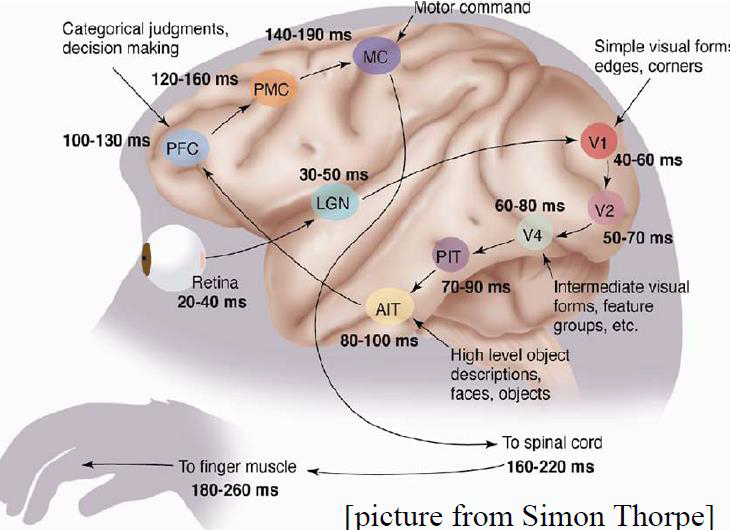 Motor command
Categorical judgments,
decision making
140-190 ms
MC
Simple visual forms
edges, corners
120-160 ms
PMC
100-130 ms
PFC
V1
40-60 ms
30-50 ms
LGN
60-80 ms
V2
V4
50-70 ms
PIT
Retina
20-40 ms
70-90 ms
Intermediate visual
forms, feature
groups, etc.
AIT
80-100 ms
High level object
descriptions,
faces, objects
To spinal cord
160-220 ms
To finger muscle
180-260 ms
[picture from Simon Thorpe]